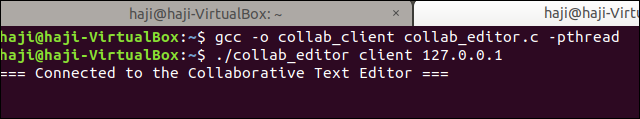 haji@haji-VirtualBox: ~ × haji@haji-Vi
haji@haji-VirtualBox:~$ gcc -o collab_client collab_editor.c -pthread
haji@haji-VirtualBox:~$ ./collab_editor client 127.0.0.1
=== Connected to the Collaborative Text Editor ===